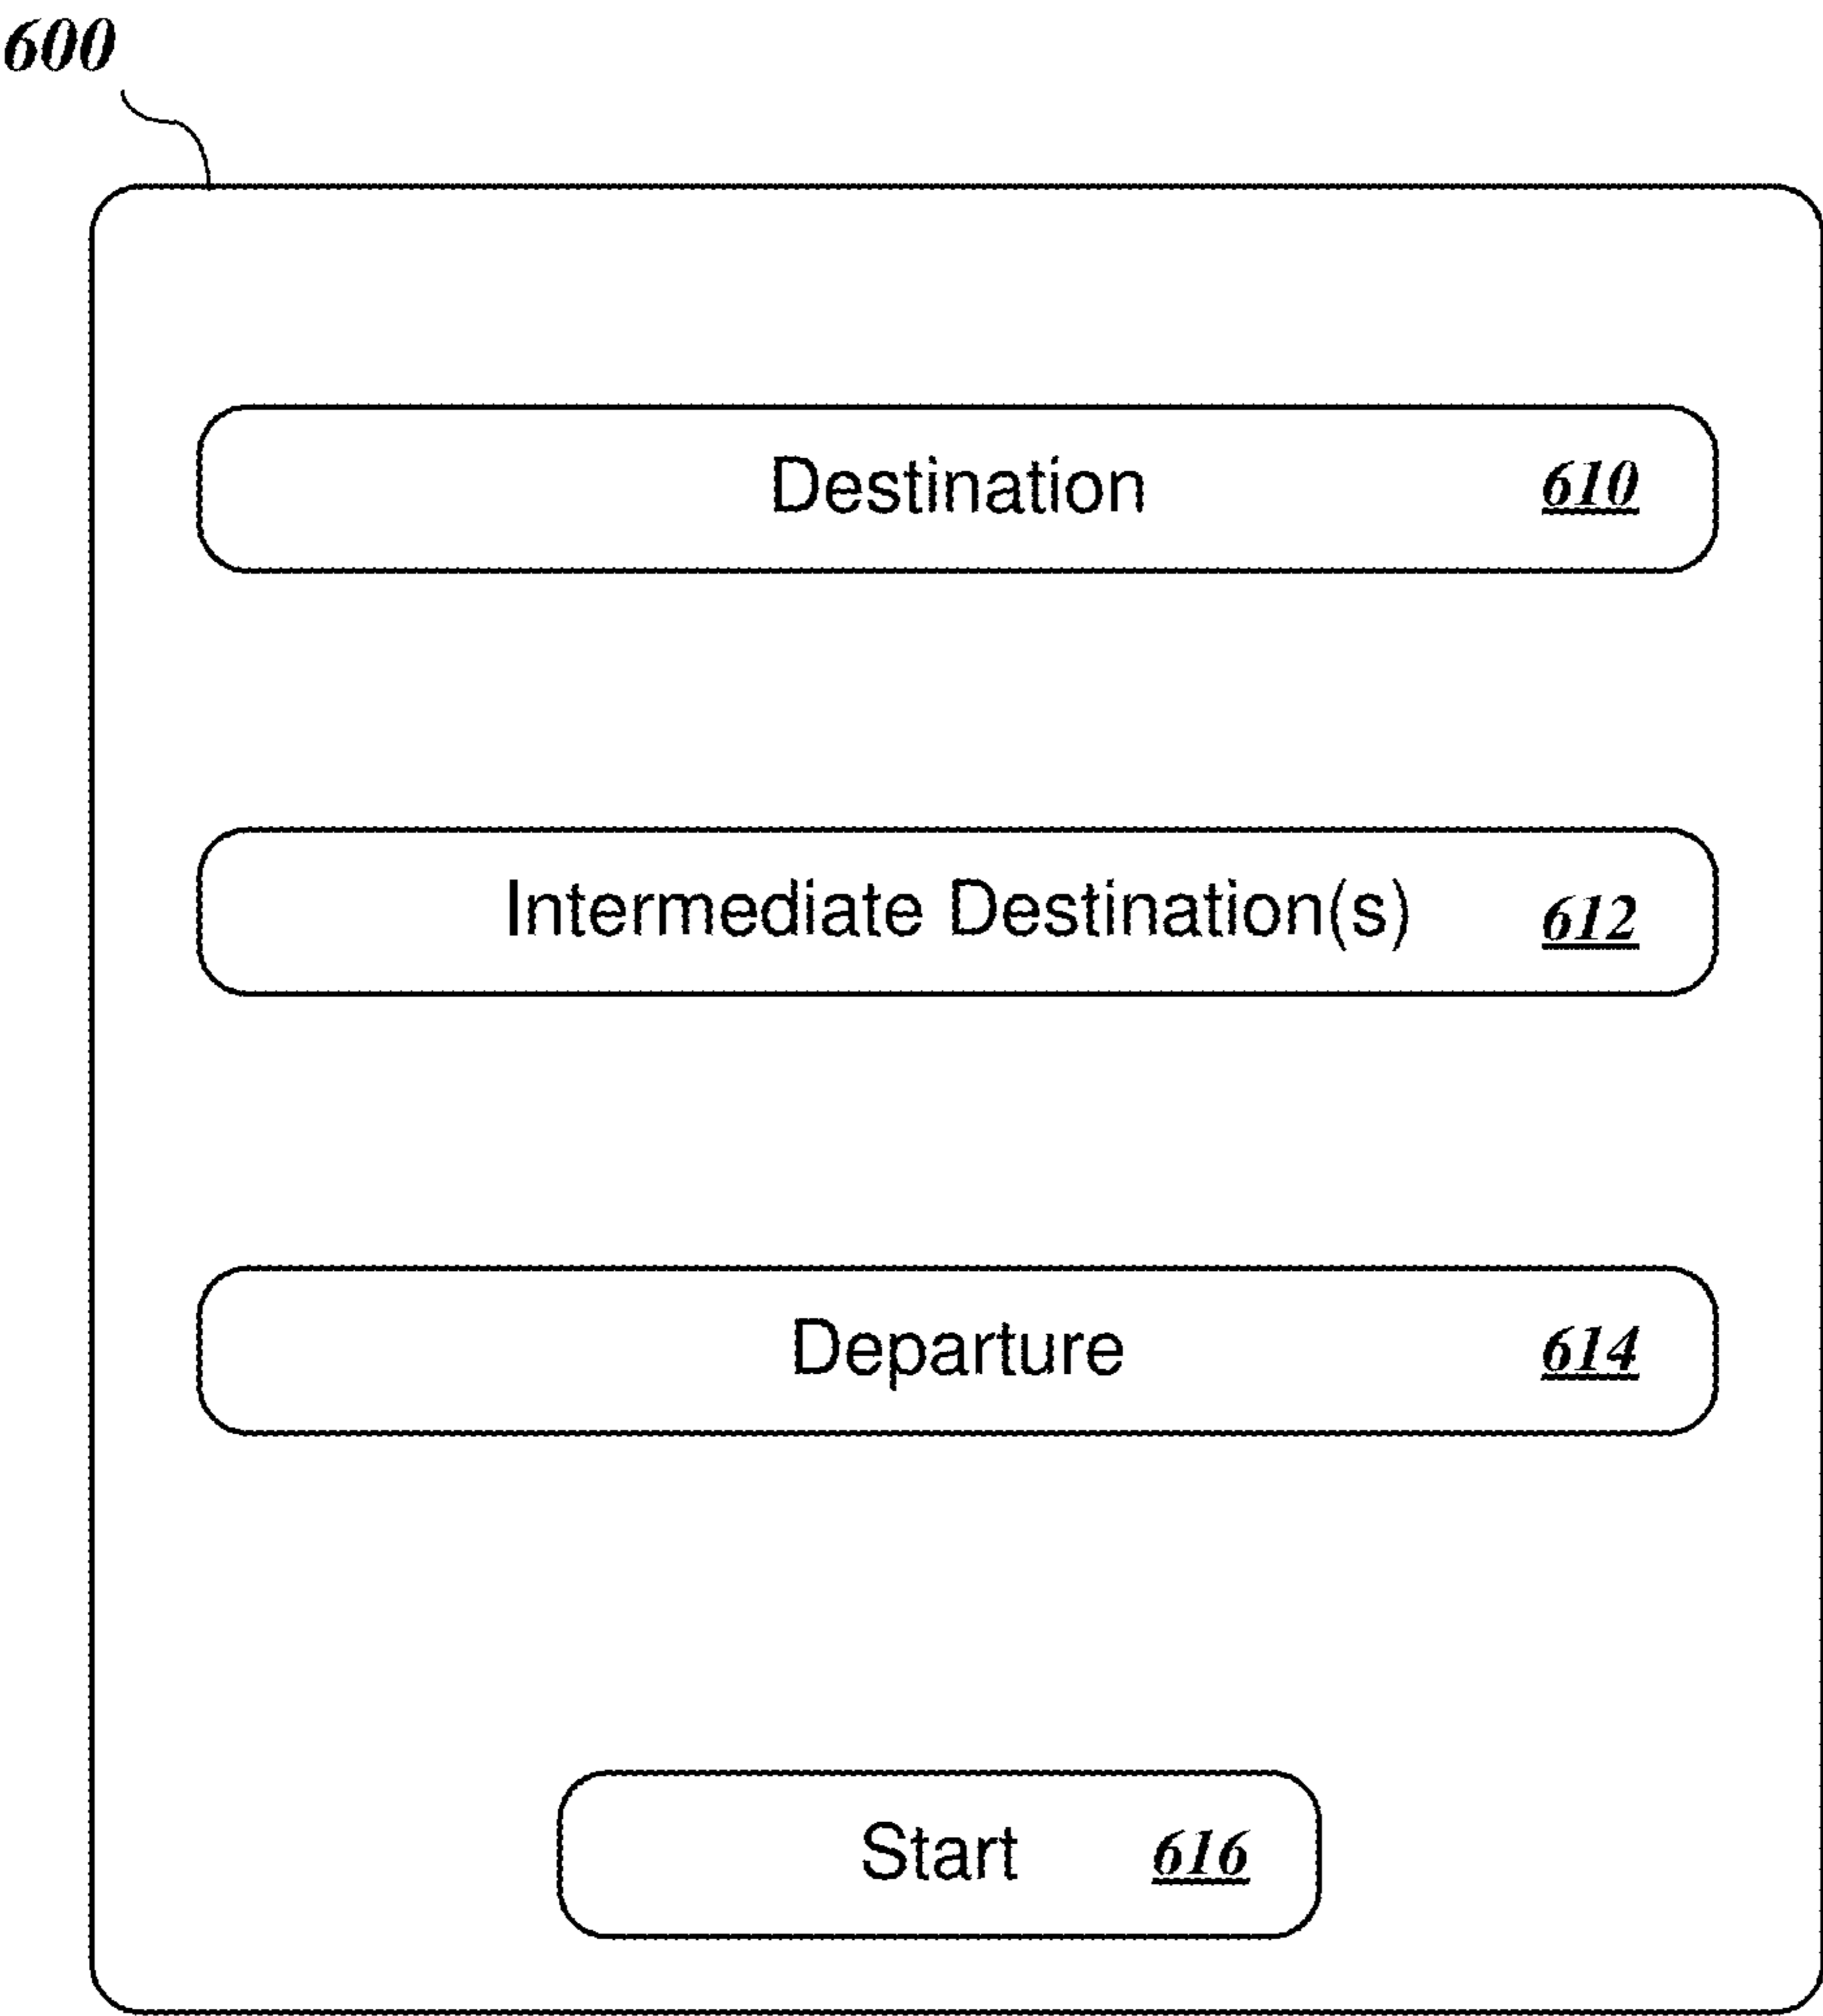 600
Destination 610
Intermediate Destination(s) 612
Departure 614
Start 616